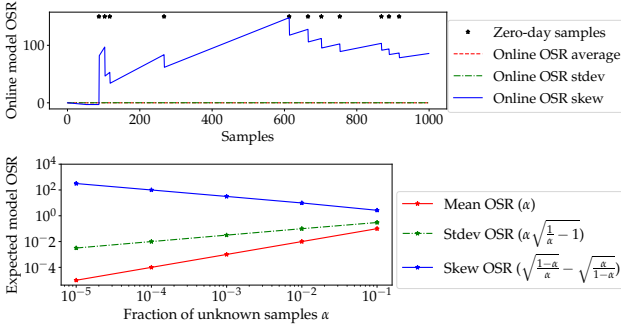 Online model OSR
100
0
0
200
400
600
800
1000
Samples
Zero-day samples
Online OSR average
Online OSR stdev
Online OSR skew
Expected model OSR
10^4
10^2
10^0
10^−2
10^−4
10^−5
10^−4
10^−3
10^−2
10^−1
Fraction of unknown samples α
Mean OSR (α)
Stdev OSR (α√(1/α − 1))
Skew OSR (√((1−α)/α) − √(α/(1−α)))